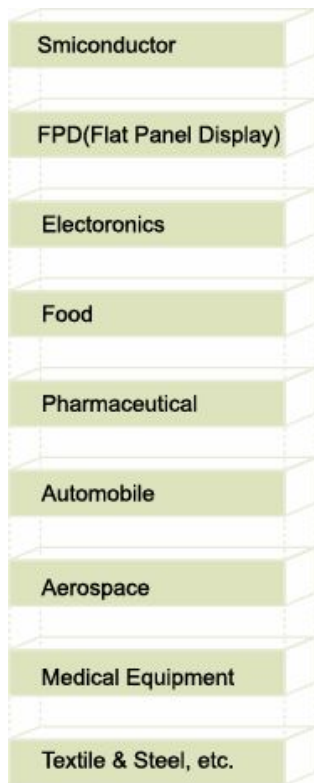 Smiconductor
FPD(Flat Panel Display)
Electoronics
Food
Pharmaceutical
Automobile
Aerospace
Medical Equipment
Textile & Steel, etc.